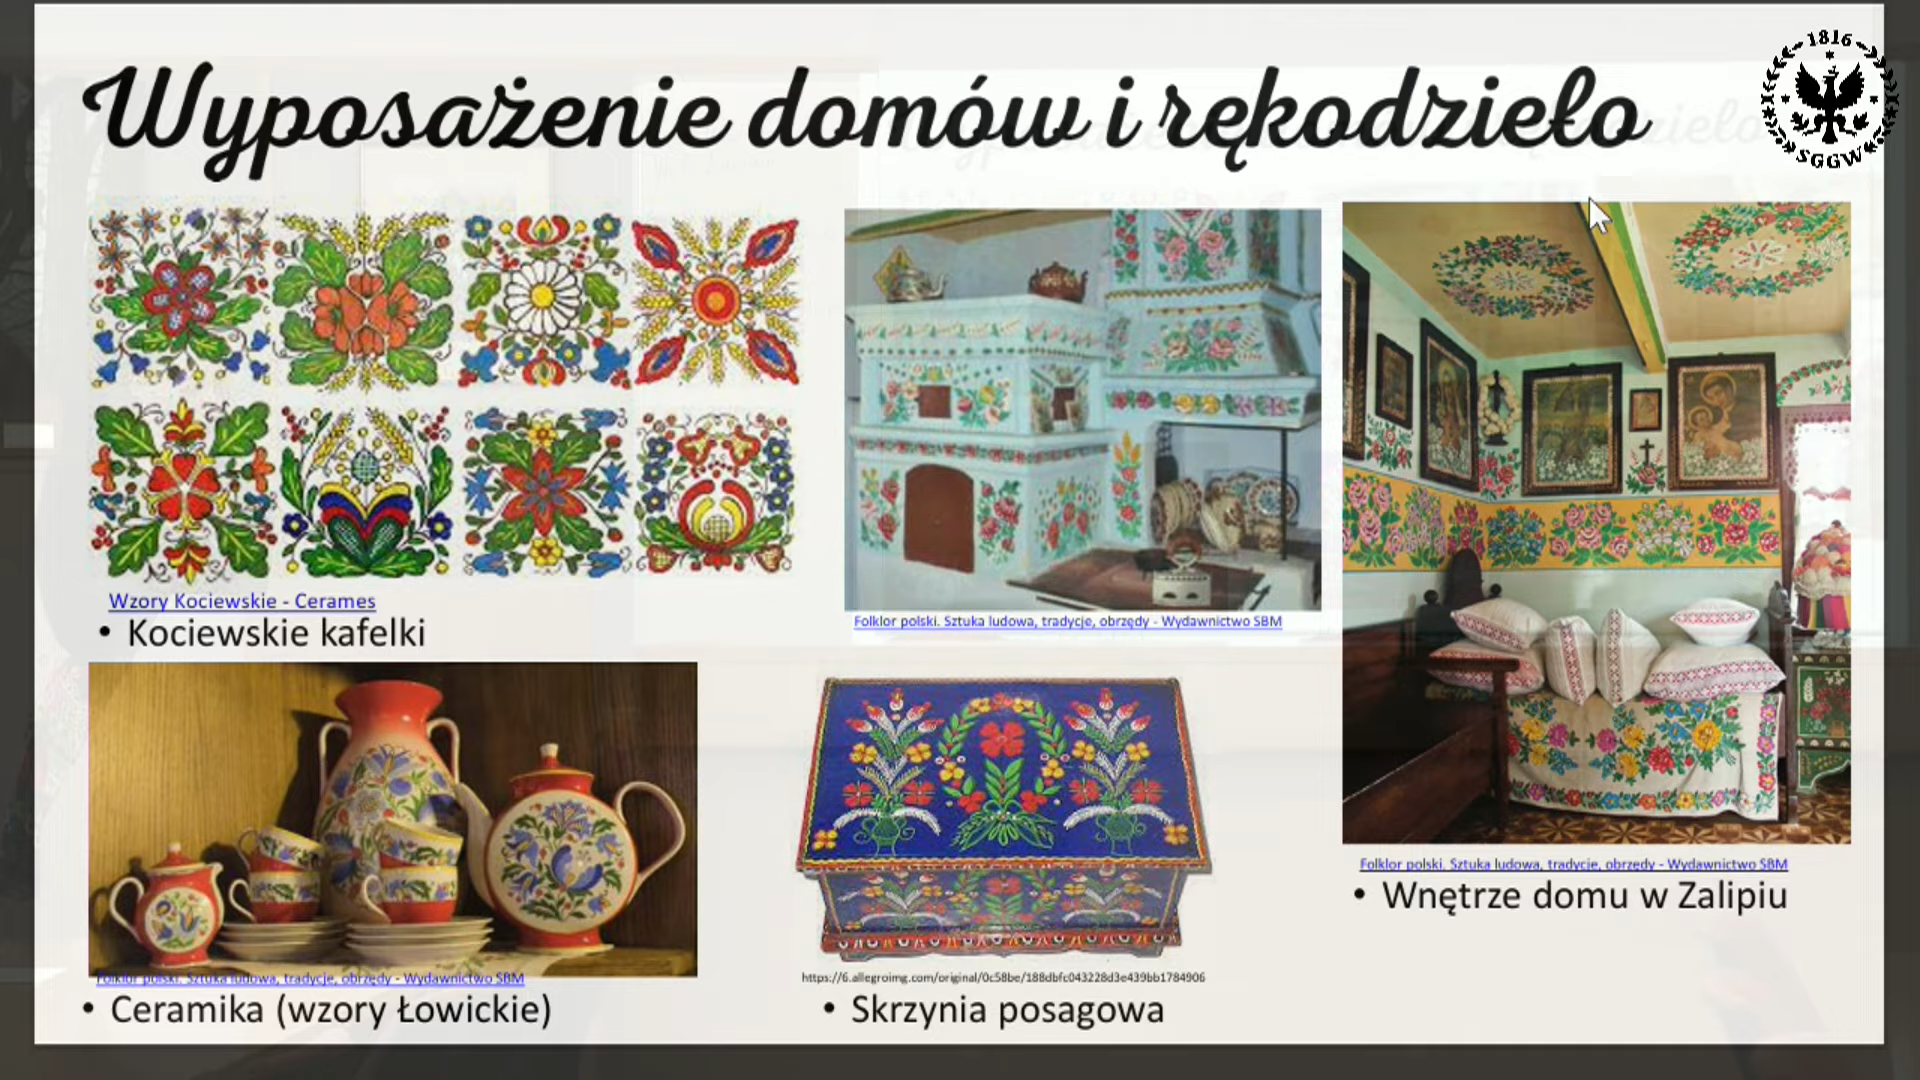 Wyposażenie domów i rękodzieło
1816
SGGW
Wzory Kociewskie - Cerames
• Kociewskie kafelki
Folklor polski. Sztuka ludowa, tradycje, obrzędy - Wydawnictwo SBM
Folklor polski. Sztuka ludowa, tradycje, obrzędy - Wydawnictwo SBM
• Wnętrze domu w Zalipiu
Folklor polski. Sztuka ludowa, tradycje, obrzędy - Wydawnictwo SBM
• Ceramika (wzory Łowickie)
https://6.allegroimg.com/original/0c58be/188dbfc043228d3e439bb1784906
• Skrzynia posagowa